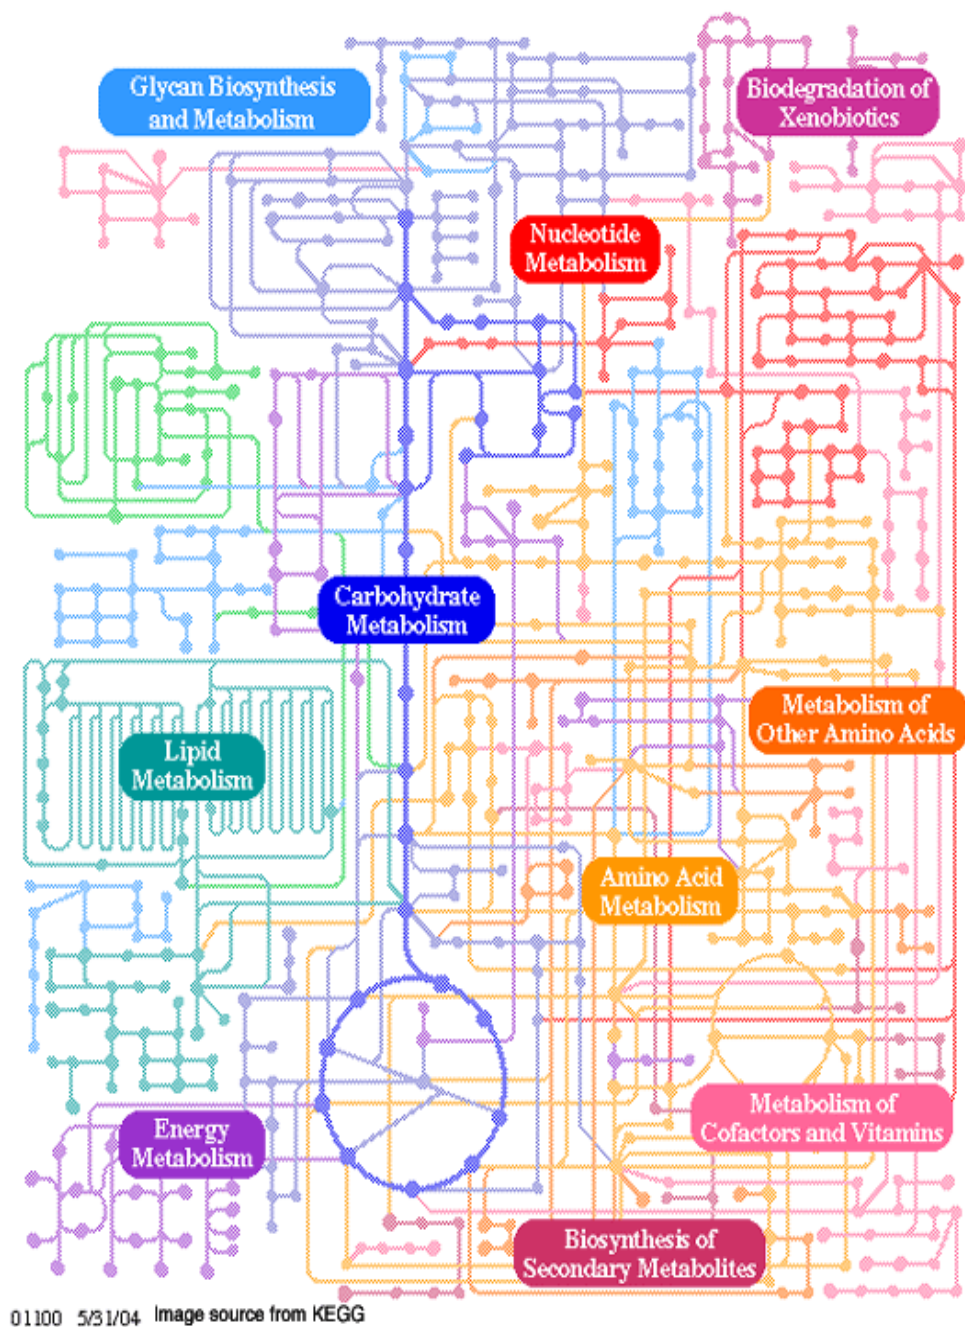 Glycan Biosynthesis
and Metabolism
Biodegradation of
Xenobiotics
Nucleotide
Metabolism
Carbohydrate
Metabolism
Metabolism of
Other Amino Acids
Lipid
Metabolism
Amino Acid
Metabolism
Metabolism of
Cofactors and Vitamins
Energy
Metabolism
Biosynthesis of
Secondary Metabolites
01100 5/31/04 Image source from KEGG